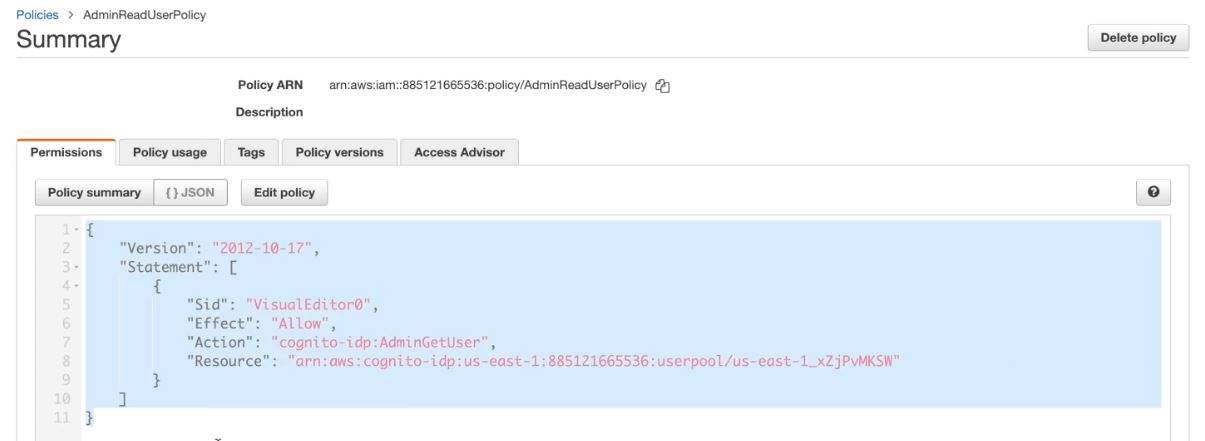 Policies > AdminReadUserPolicy
Summary
Delete policy
Policy ARN arn:aws:iam::885121665536:policy/AdminReadUserPolicy
Description
Permissions Policy usage Tags Policy versions Access Advisor
Policy summary { } JSON Edit policy
1 {
2 "Version": "2012-10-17",
3 "Statement": [
4 {
5 "Sid": "VisualEditor0",
6 "Effect": "Allow",
7 "Action": "cognito-idp:AdminGetUser",
8 "Resource": "arn:aws:cognito-idp:us-east-1:885121665536:userpool/us-east-1_xZjPvMKSW"
9 }
10 ]
11 }